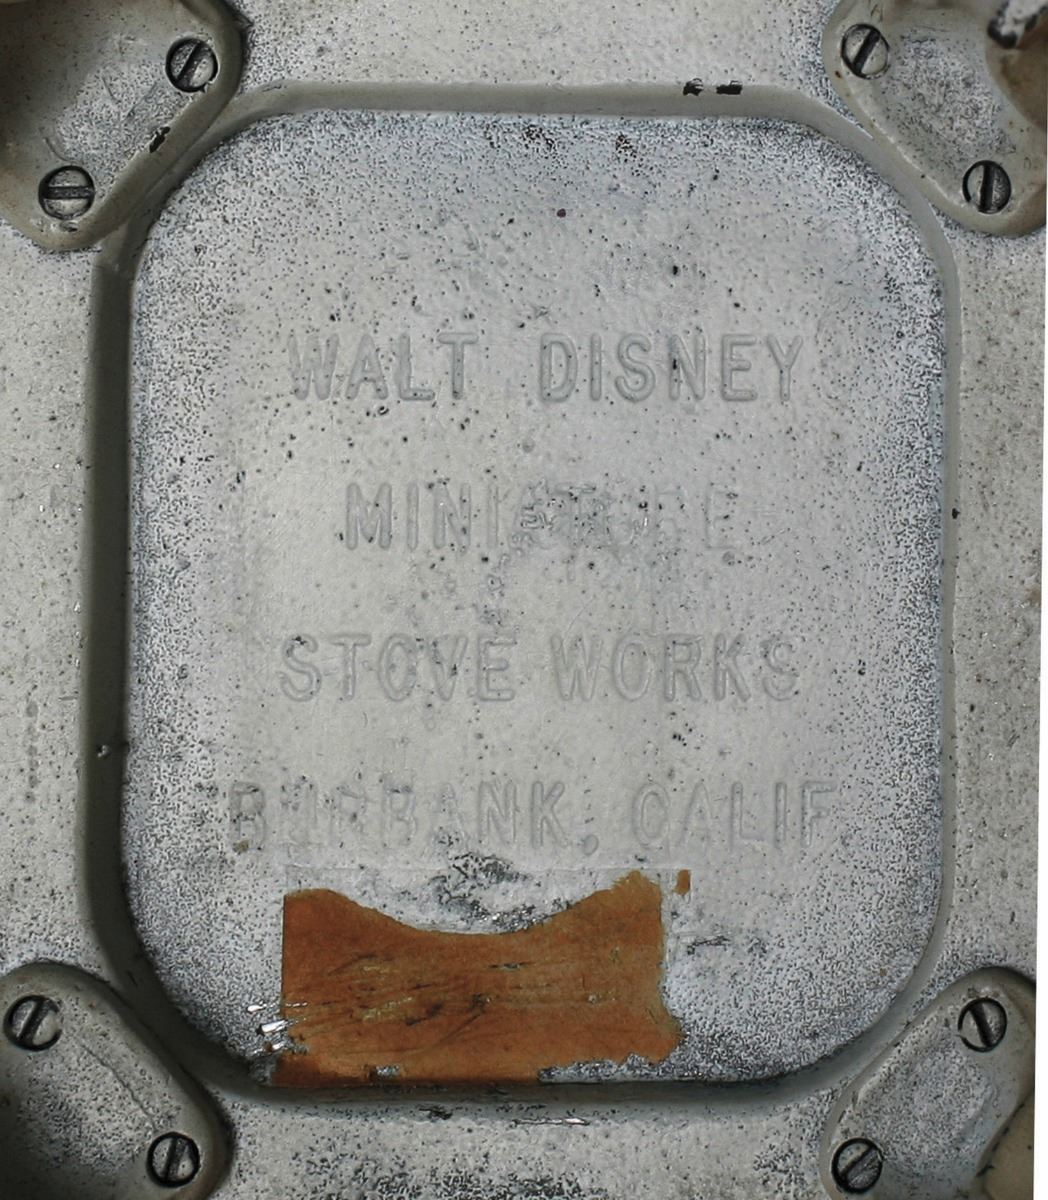 WALT DISNEY
MINIATURE
STOVE WORKS
BURBANK, CALIF.